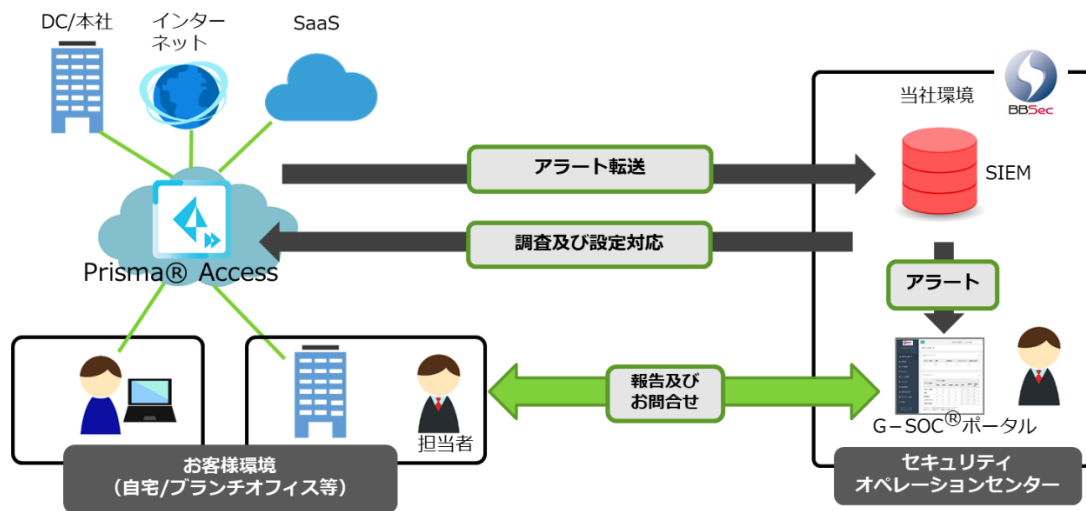 DC/本社
インター
ネット
SaaS
BBSec
当社環境
アラート転送
SIEM
調査及び設定対応
Prisma® Access
アラート
報告及び
お問合せ
担当者
G-SOC®ポータル
お客様環境
（自宅/ブランチオフィス等）
セキュリティ
オペレーションセンター